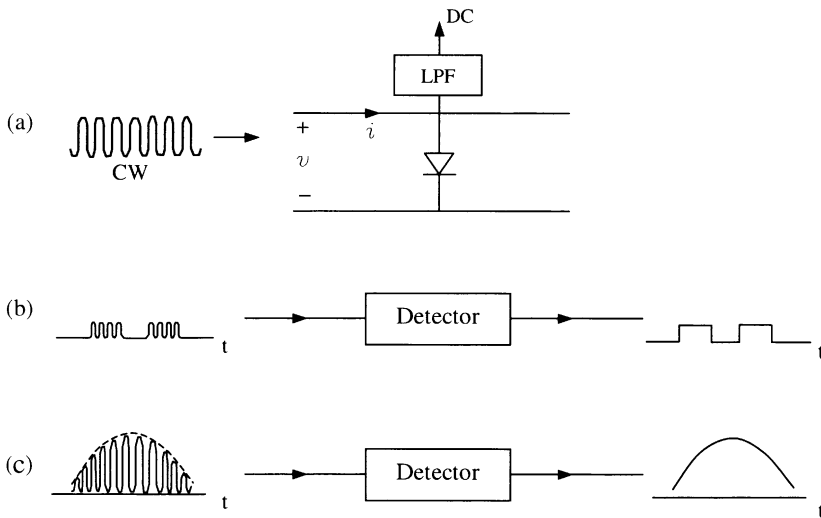 DC
LPF
(a)
+
i
v
CW
−
(b)
Detector
t
t
(c)
Detector
t
t